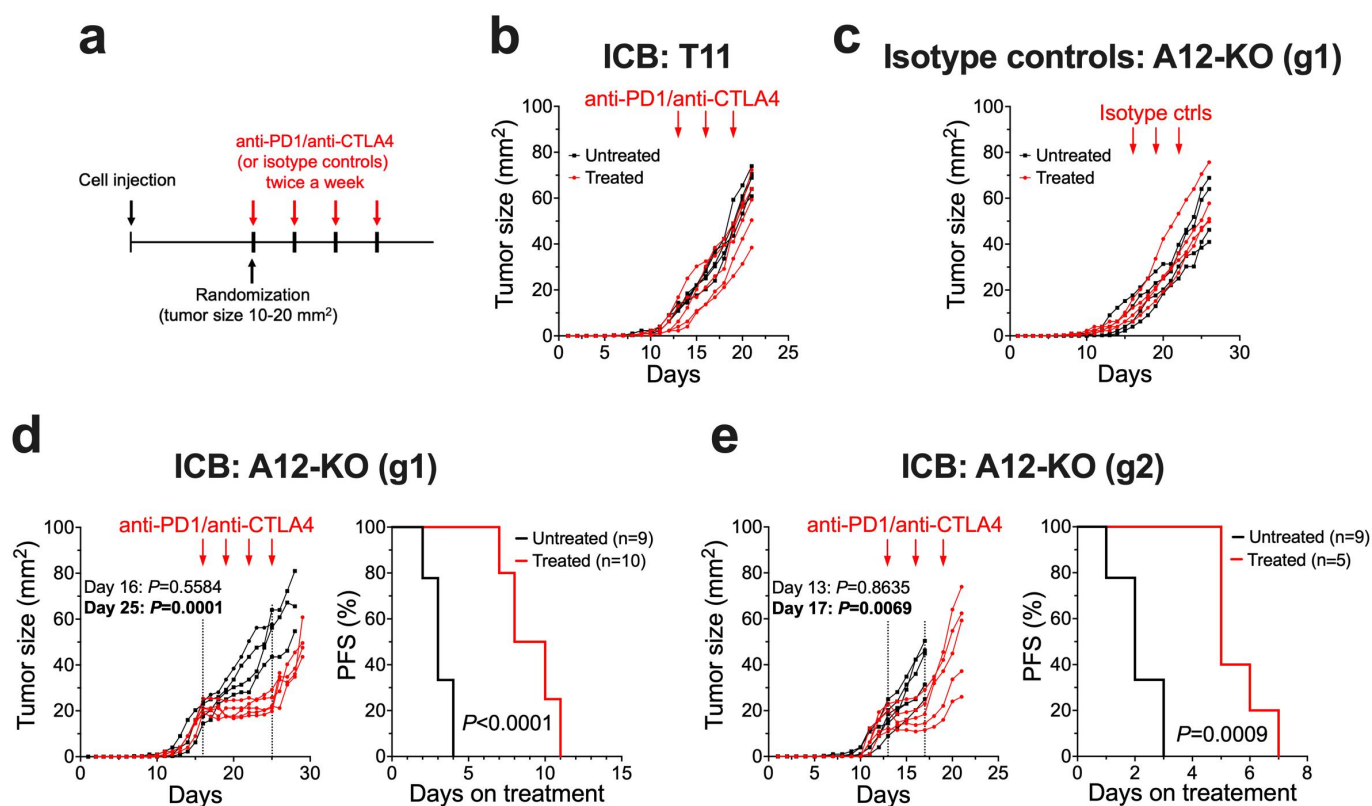 a
anti-PD1/anti-CTLA4
(or isotype controls)
twice a week
Cell injection
Randomization
(tumor size 10-20 mm²)
b
ICB: T11
anti-PD1/anti-CTLA4
Untreated
Treated
Tumor size (mm²)
100
80
60
40
20
0
0 5 10 15 20 25
Days
c
Isotype controls: A12-KO (g1)
Isotype ctrls
Untreated
Treated
Tumor size (mm²)
100
80
60
40
20
0
0 10 20 30
Days
d
ICB: A12-KO (g1)
anti-PD1/anti-CTLA4
Day 16: P=0.5584
Day 25: P=0.0001
Tumor size (mm²)
100
80
60
40
20
0
0 10 20 30
Days
Untreated (n=9)
Treated (n=10)
PFS (%)
100
80
60
40
20
0
P<0.0001
0 5 10 15
Days on treatment
e
ICB: A12-KO (g2)
anti-PD1/anti-CTLA4
Day 13: P=0.8635
Day 17: P=0.0069
Tumor size (mm²)
100
80
60
40
20
0
0 5 10 15 20 25
Days
Untreated (n=9)
Treated (n=5)
PFS (%)
100
80
60
40
20
0
P=0.0009
0 2 4 6 8
Days on treatment